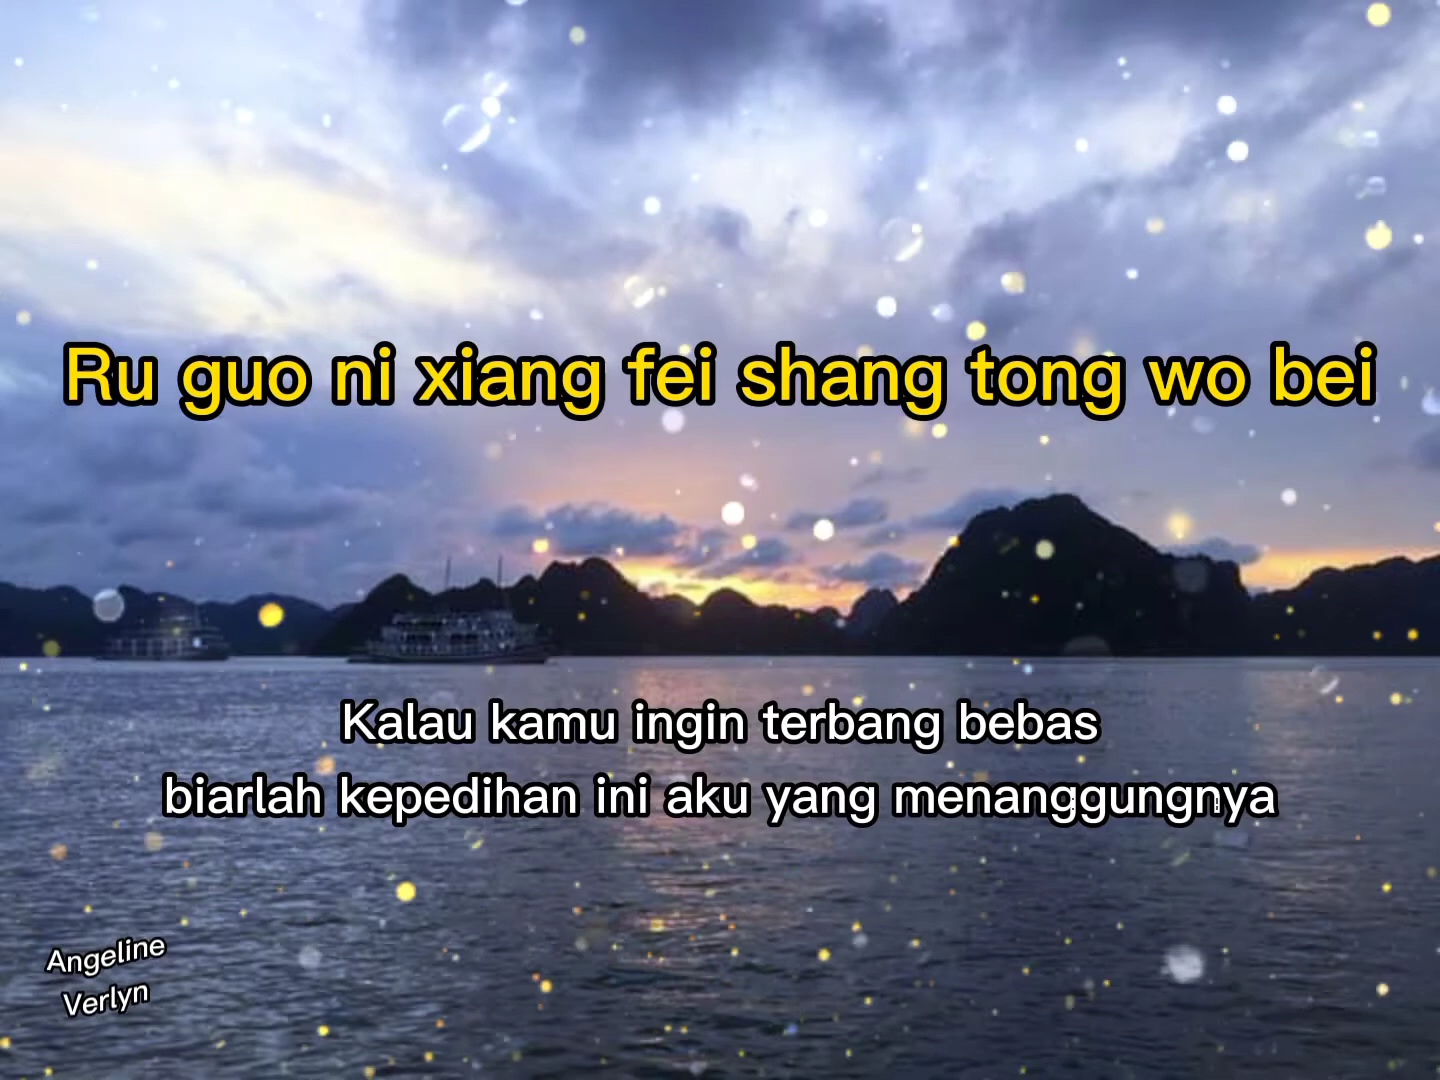 Ru guo ni xiang fei shang tong wo bei
Kalau kamu ingin terbang bebas
biarlah kepedihan ini aku yang menanggungnya
Angeline
Verlyn